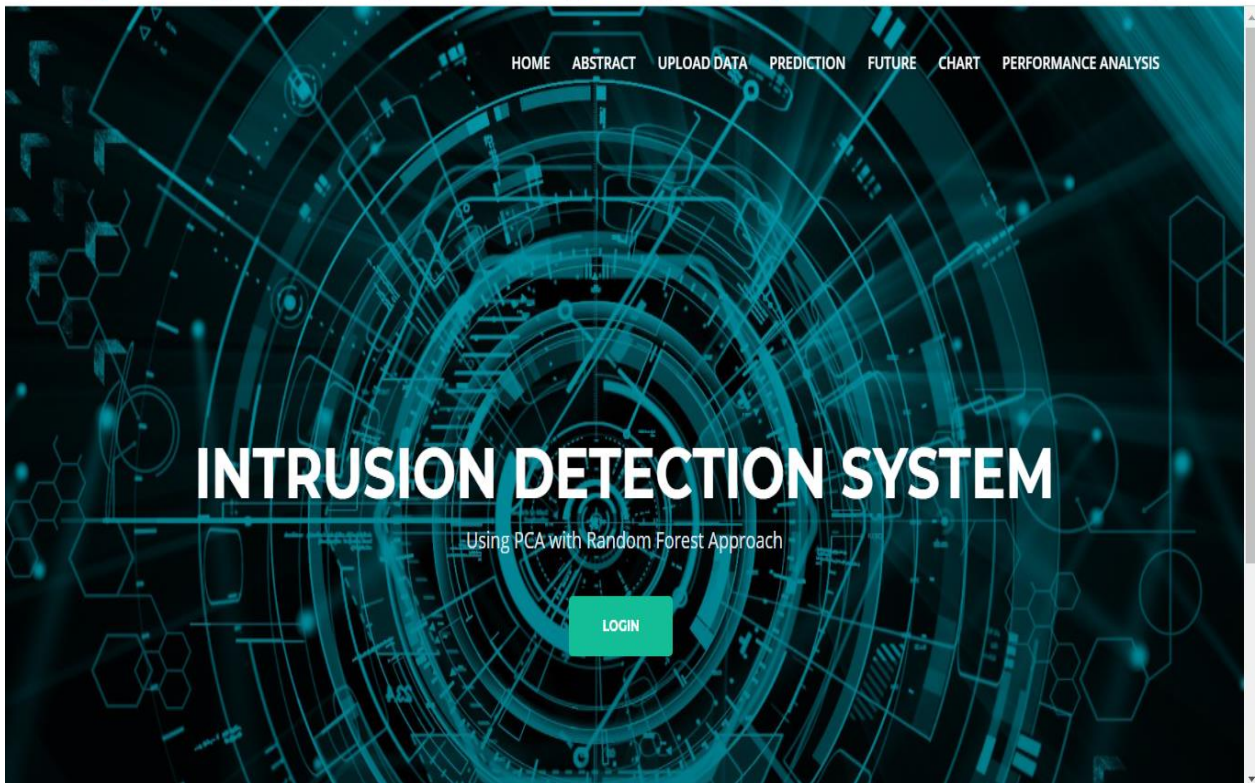 HOME ABSTRACT UPLOAD DATA PREDICTION FUTURE CHART PERFORMANCE ANALYSIS
INTRUSION DETECTION SYSTEM
Using PCA with Random Forest Approach
LOGIN